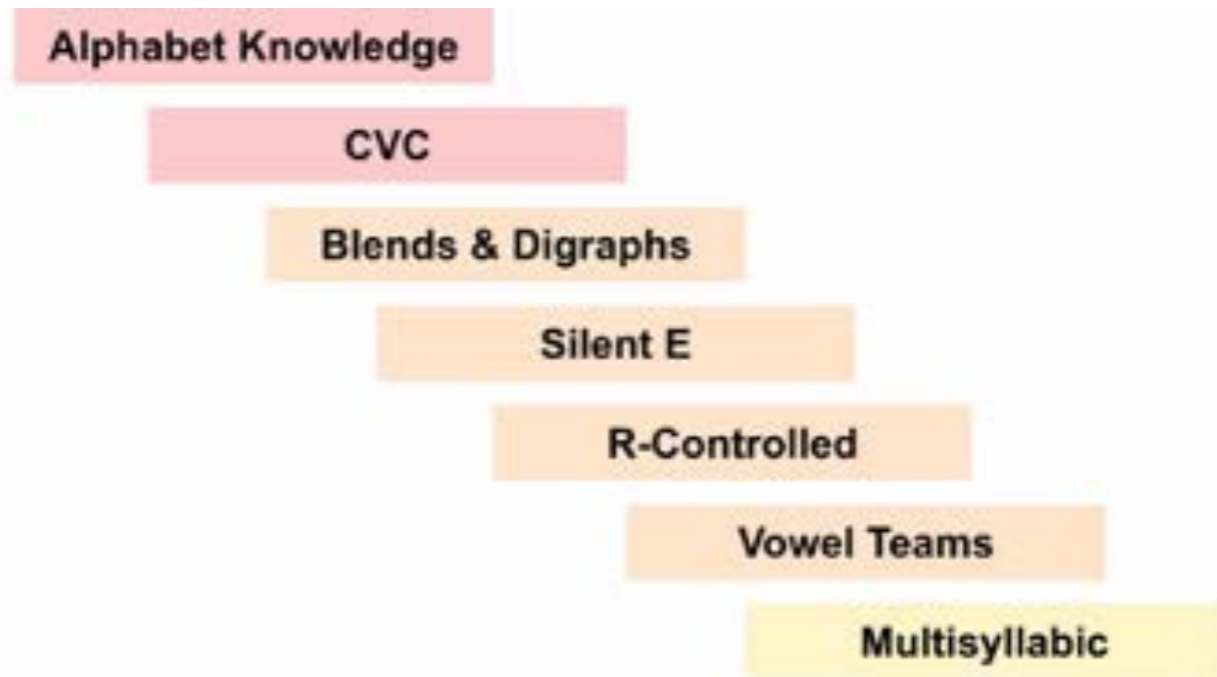 Alphabet Knowledge
CVC
Blends & Digraphs
Silent E
R-Controlled
Vowel Teams
Multisyllabic